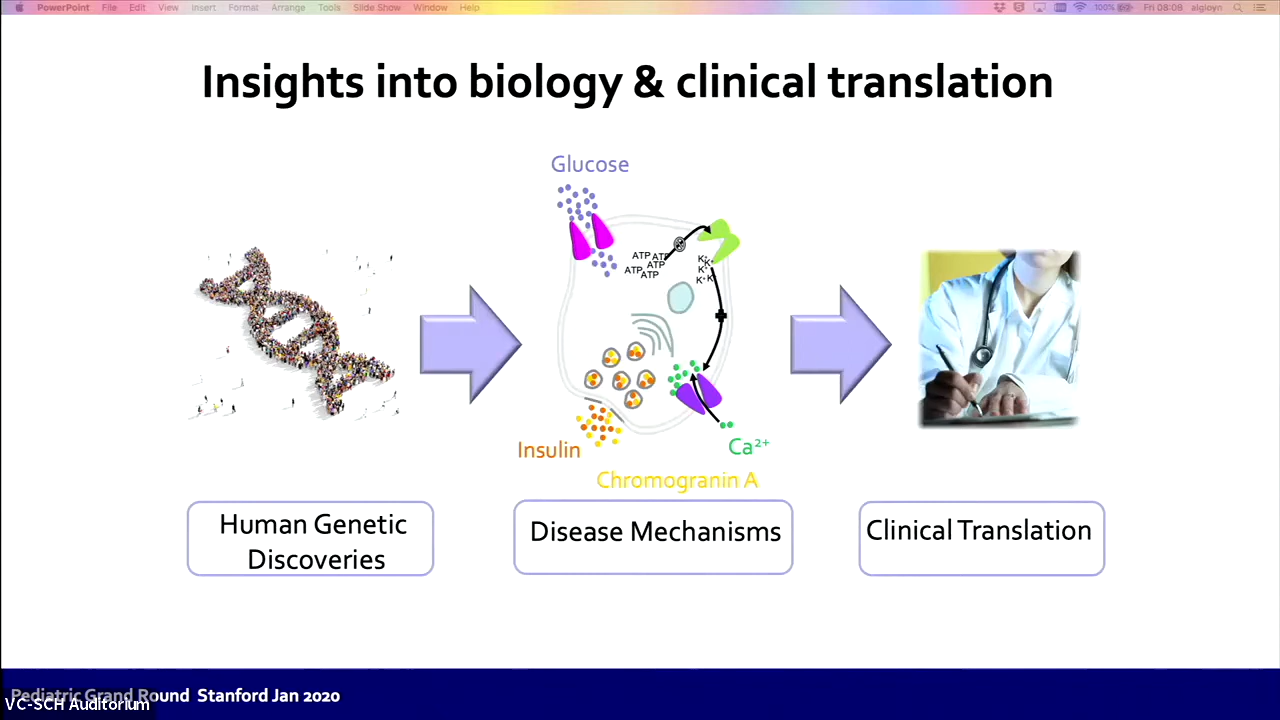 PowerPoint File Edit View Insert Format Arrange Tools Slide Show Window Help 100% Fri 08:08 algloyn
Insights into biology & clinical translation
Glucose
ATP ATP
ATP
ATP ATP
K⁺
K⁺
K⁺
K⁺ K⁺
Insulin
Ca²⁺
Chromogranin A
Human Genetic
Discoveries
Disease Mechanisms
Clinical Translation
Pediatric Grand Round Stanford Jan 2020
VC-SCH Auditorium